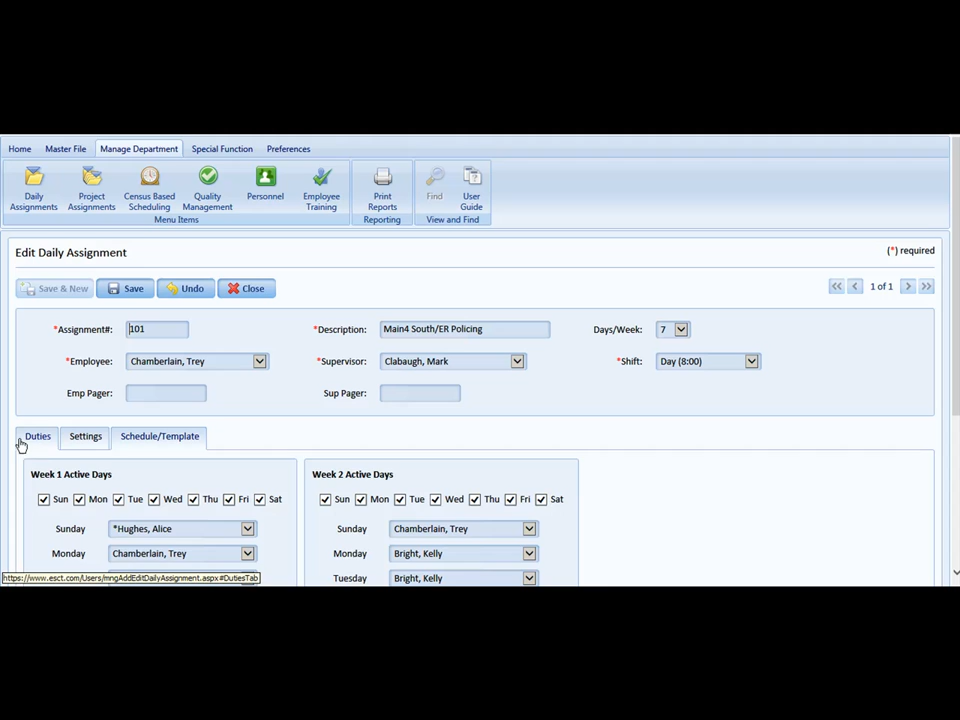 Home Master File Manage Department Special Function Preferences
Daily Assignments Project Assignments Census Based Scheduling Quality Management Personnel Employee Training Print Reports Find User Guide
Menu Items Reporting View and Find
Edit Daily Assignment (*) required
Save & New Save Undo Close 1 of 1
*Assignment#: 101 *Description: Main4 South/ER Policing Days/Week: 7
*Employee: Chamberlain, Trey *Supervisor: Clabaugh, Mark *Shift: Day (8:00)
Emp Pager: Sup Pager:
Duties Settings Schedule/Template
Week 1 Active Days Week 2 Active Days
Sun Mon Tue Wed Thu Fri Sat Sun Mon Tue Wed Thu Fri Sat
Sunday *Hughes, Alice Sunday Chamberlain, Trey
Monday Chamberlain, Trey Monday Bright, Kelly
https://www.esct.com/Users/mngAddEditDailyAssignment.aspx#DutiesTab Tuesday Bright, Kelly